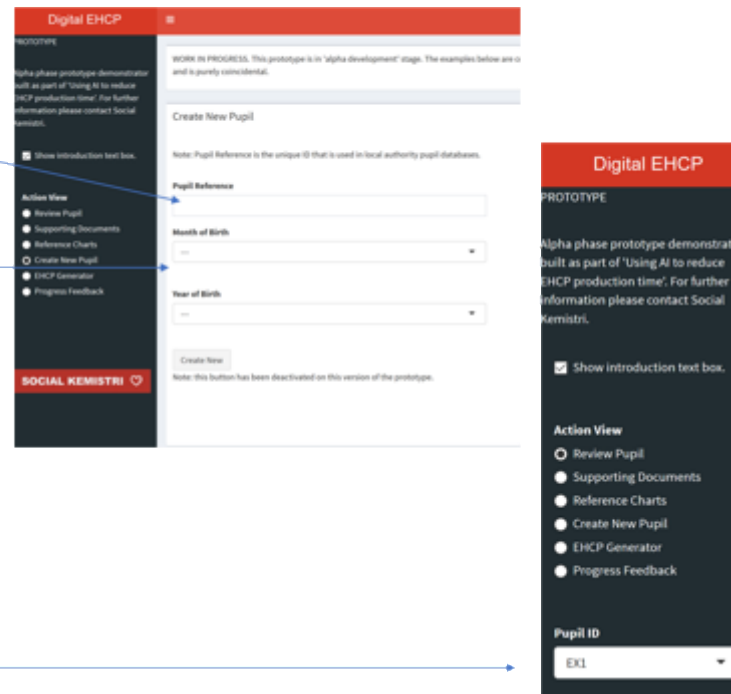 Digital EHCP
PROTOTYPE
Alpha phase prototype demonstrator
built as part of 'Using AI to reduce
EHCP production time'. For further
information please contact Social
Kemistri.
Show introduction text box.
Action View
Review Pupil
Supporting Documents
Reference Charts
Create New Pupil
EHCP Generator
Progress Feedback
SOCIAL KEMISTRI
WORK IN PROGRESS. This prototype is in 'alpha development' stage. The examples below are
and is purely coincidental.
Create New Pupil
Note: Pupil Reference is the unique ID that is used in local authority pupil databases.
Pupil Reference
Month of Birth
---
Year of Birth
---
Create New
Note: this button has been deactivated on this version of the prototype.
Digital EHCP
PROTOTYPE
Alpha phase prototype demonstrat
built as part of 'Using AI to reduce
EHCP production time'. For further
information please contact Social
Kemistri.
Show introduction text box.
Action View
Review Pupil
Supporting Documents
Reference Charts
Create New Pupil
EHCP Generator
Progress Feedback
Pupil ID
EX1